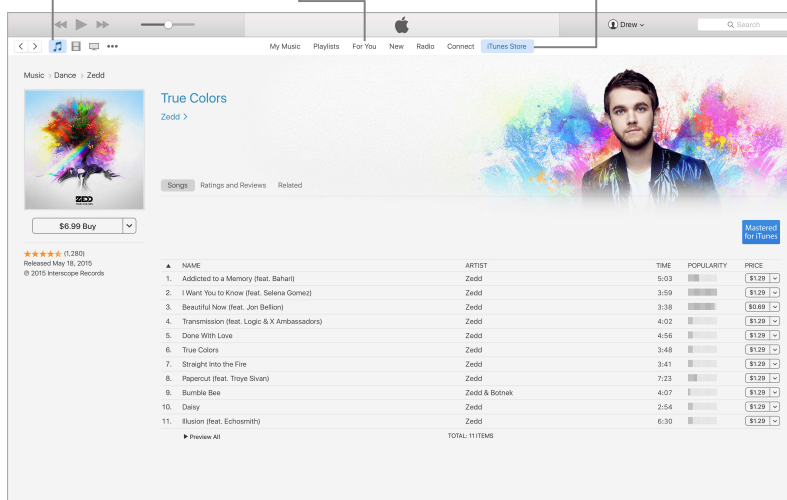 Drew
Search
My Music Playlists For You New Radio Connect iTunes Store
Music > Dance > Zedd
True Colors
Zedd >
Songs Ratings and Reviews Related
ZEDD
TRUE COLORS
$6.99 Buy
Mastered
for iTunes
(1,280)
Released May 18, 2015
℗ 2015 Interscope Records
NAME ARTIST TIME POPULARITY PRICE
1. Addicted to a Memory (feat. Bahari) Zedd 5:03 $1.29
2. I Want You to Know (feat. Selena Gomez) Zedd 3:59 $1.29
3. Beautiful Now (feat. Jon Bellion) Zedd 3:38 $0.69
4. Transmission (feat. Logic & X Ambassadors) Zedd 4:02 $1.29
5. Done With Love Zedd 4:56 $1.29
6. True Colors Zedd 3:48 $1.29
7. Straight Into the Fire Zedd 3:41 $1.29
8. Papercut (feat. Troye Sivan) Zedd 7:23 $1.29
9. Bumble Bee Zedd & Botnek 4:07 $1.29
10. Daisy Zedd 2:54 $1.29
11. Illusion (feat. Echosmith) Zedd 6:30 $1.29
Preview All TOTAL: 11 ITEMS